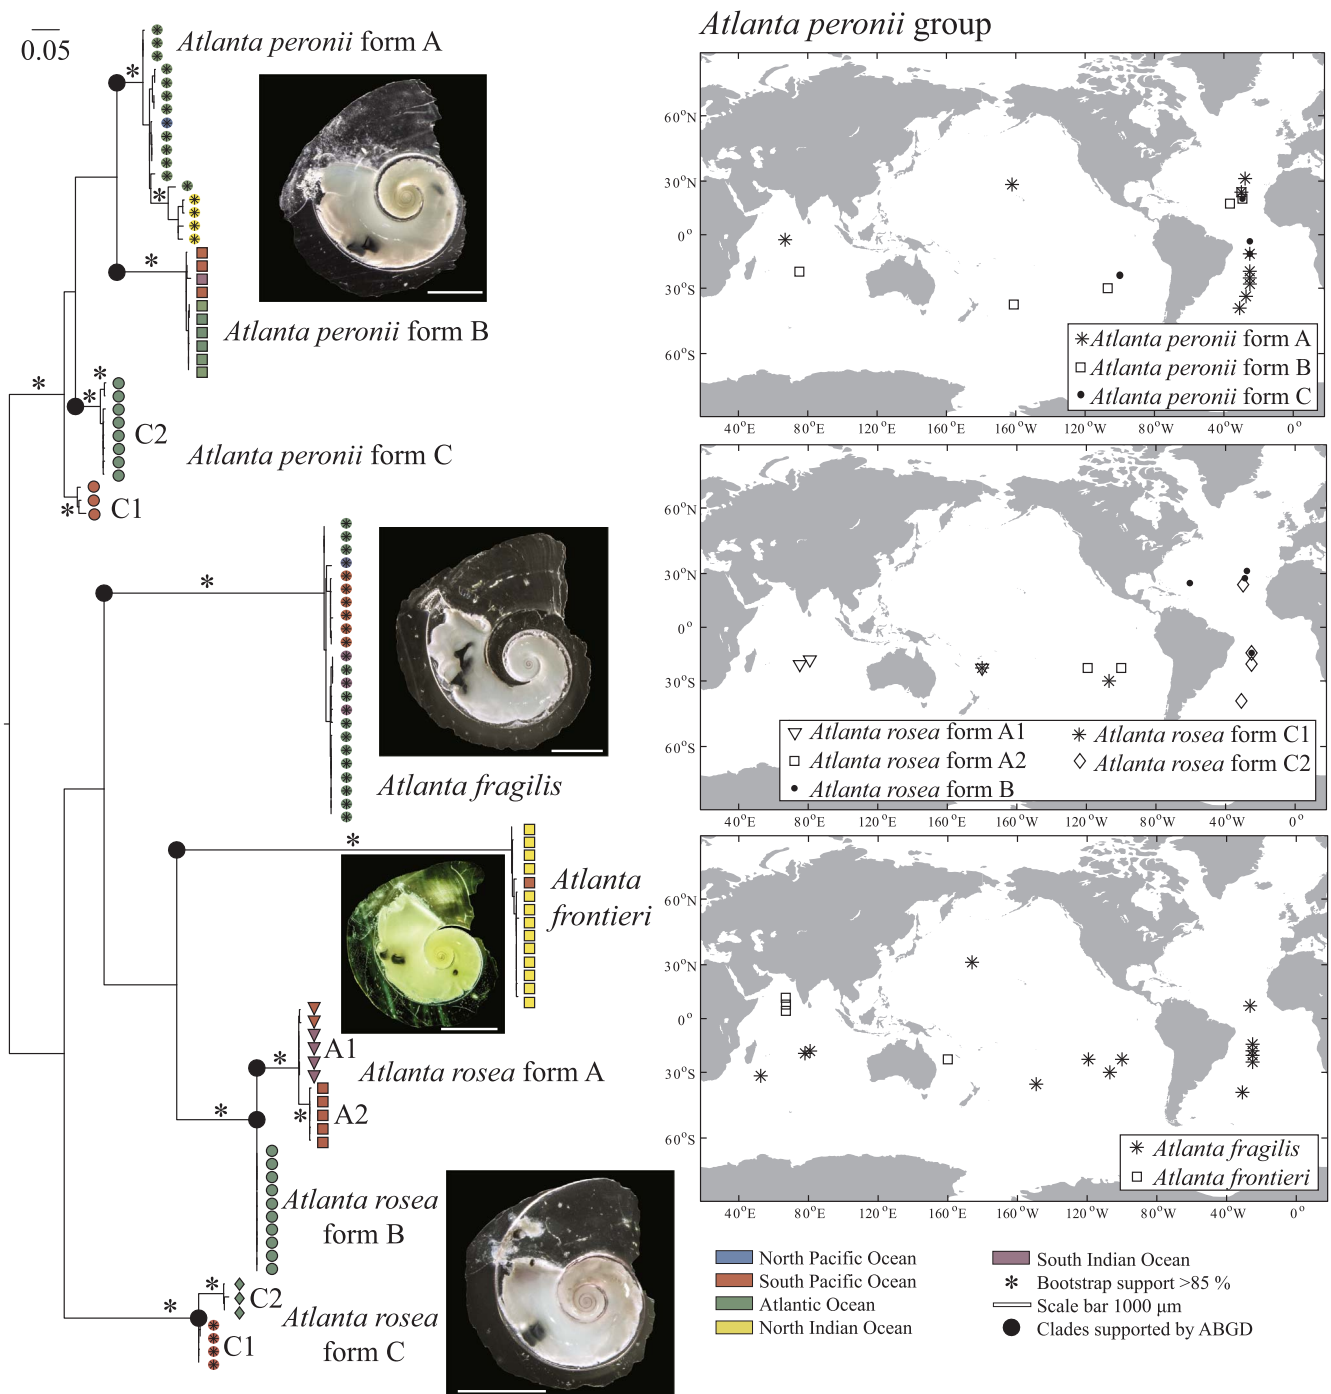 0.05
Atlanta peronii form A
Atlanta peronii form B
C2
Atlanta peronii form C
C1
Atlanta fragilis
Atlanta
frontieri
A1
Atlanta rosea form A
A2
Atlanta rosea
form B
C2
Atlanta rosea
form C
C1
Atlanta peronii group
60°N
30°N
0°
30°S
60°S
Atlanta peronii form A
Atlanta peronii form B
Atlanta peronii form C
40°E 80°E 120°E 160°E 160°W 120°W 80°W 40°W 0°
60°N
30°N
0°
30°S
60°S
Atlanta rosea form A1
Atlanta rosea form A2
Atlanta rosea form B
Atlanta rosea form C1
Atlanta rosea form C2
40°E 80°E 120°E 160°E 160°W 120°W 80°W 40°W 0°
60°N
30°N
0°
30°S
60°S
Atlanta fragilis
Atlanta frontieri
40°E 80°E 120°E 160°E 160°W 120°W 80°W 40°W 0°
North Pacific Ocean
South Pacific Ocean
Atlantic Ocean
North Indian Ocean
South Indian Ocean
* Bootstrap support >85 %
Scale bar 1000 μm
Clades supported by ABGD